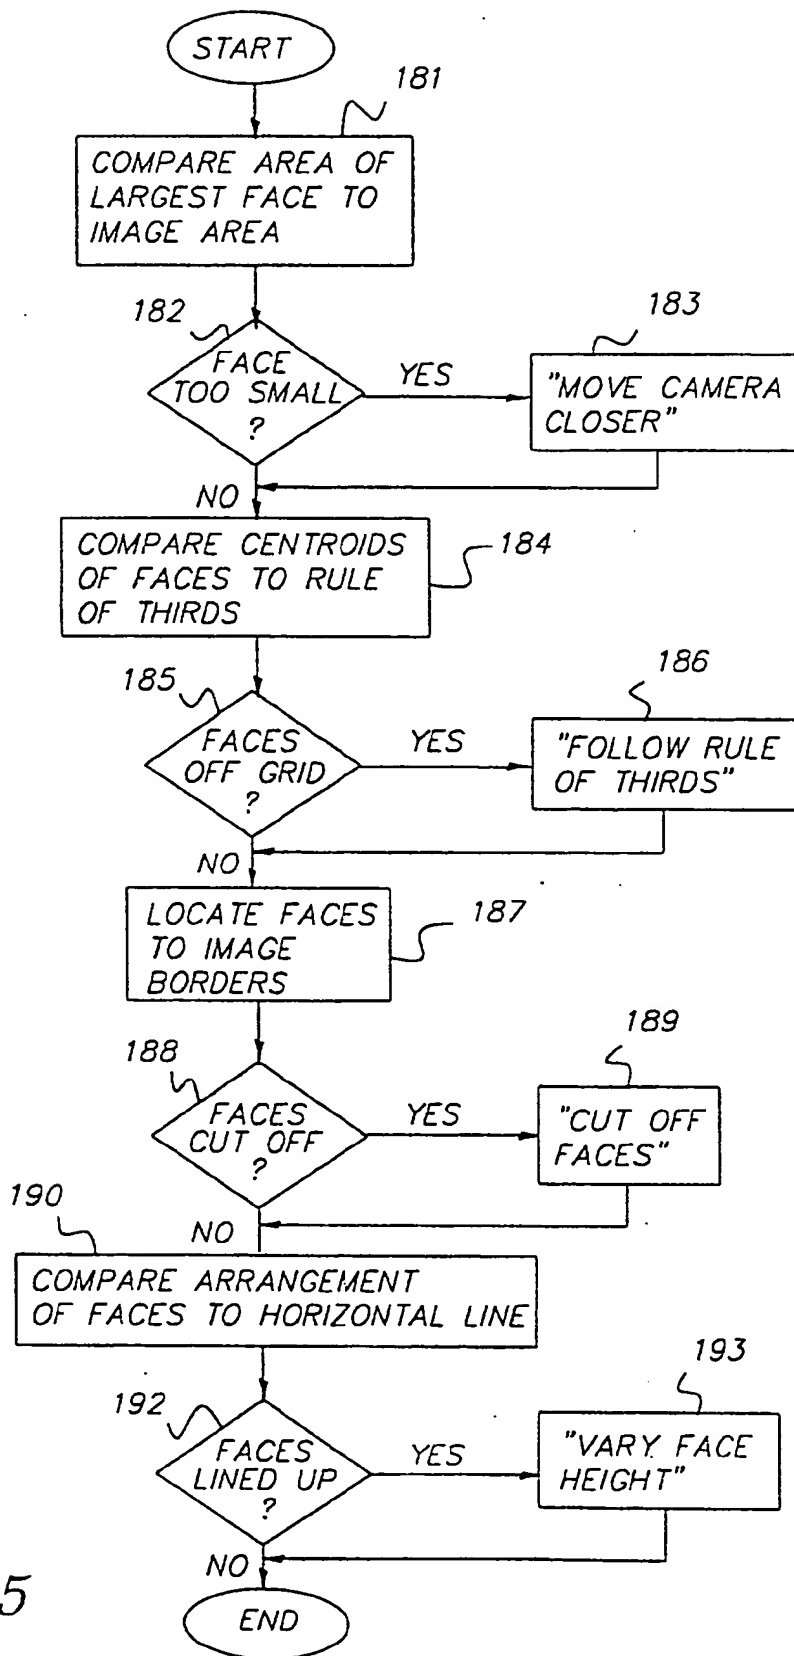 START
181
COMPARE AREA OF
LARGEST FACE TO
IMAGE AREA
182
FACE
TOO SMALL
?
YES
183
"MOVE CAMERA
CLOSER"
NO
COMPARE CENTROIDS
OF FACES TO RULE
OF THIRDS
184
185
FACES
OFF GRID
?
YES
186
"FOLLOW RULE
OF THIRDS"
NO
LOCATE FACES
TO IMAGE
BORDERS
187
188
FACES
CUT OFF
?
YES
189
"CUT OFF
FACES"
190
NO
COMPARE ARRANGEMENT
OF FACES TO HORIZONTAL LINE
192
FACES
LINED UP
?
YES
193
"VARY FACE
HEIGHT"
NO
END
5